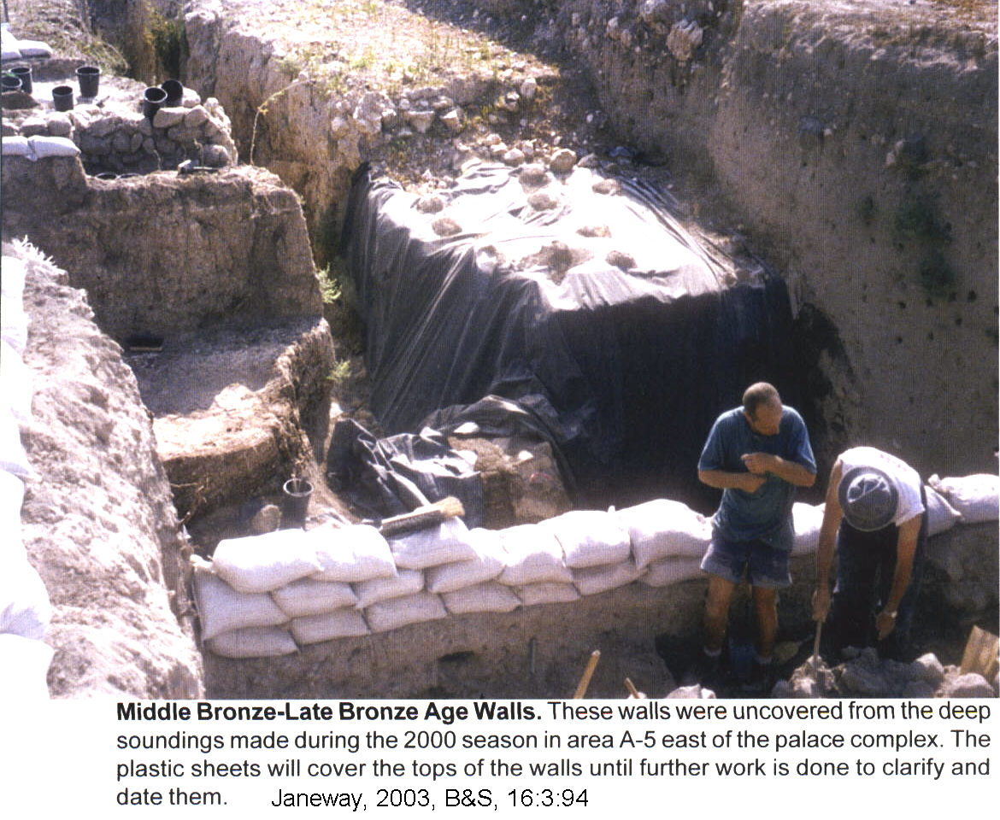 Middle Bronze-Late Bronze Age Walls. These walls were uncovered from the deep
soundings made during the 2000 season in area A-5 east of the palace complex. The
plastic sheets will cover the tops of the walls until further work is done to clarify and
date them. Janeway, 2003, B&S, 16:3:94